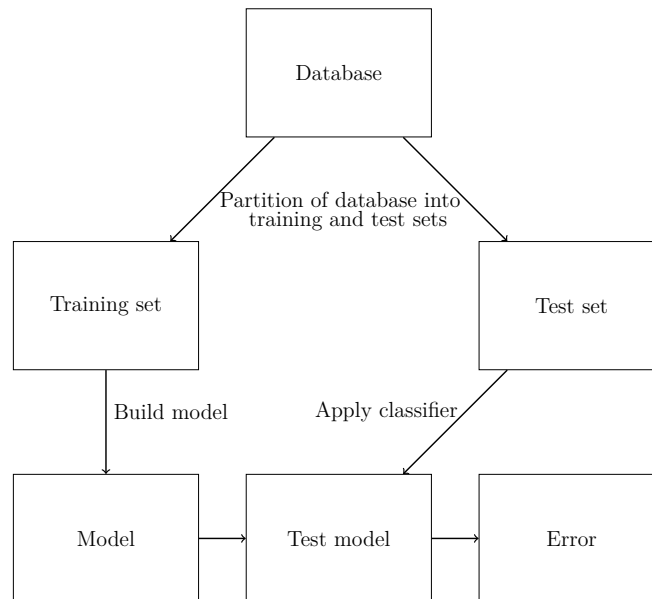 Database
Partition of database into
training and test sets
Training set
Test set
Build model
Apply classifier
Model
Test model
Error